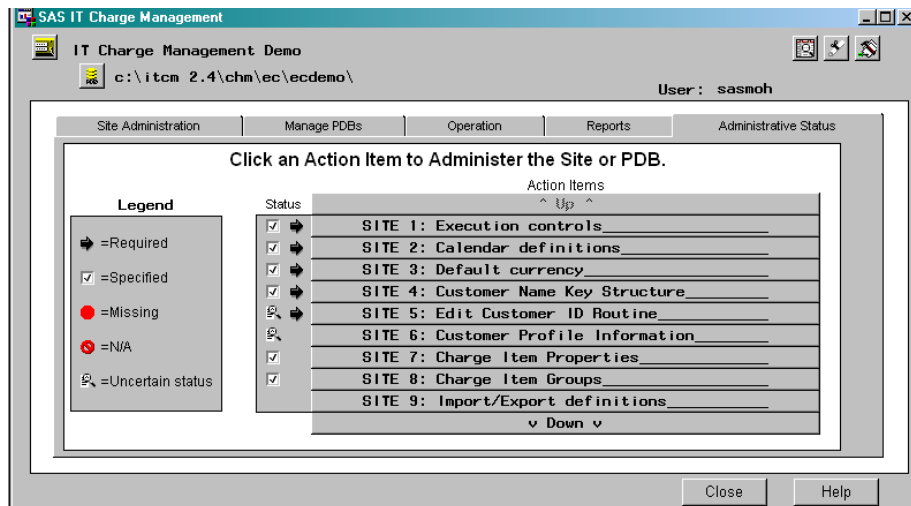 SAS IT Charge Management
IT Charge Management Demo
c:\itcm 2.4\chm\ec\ecdemo\
User: sasmoh
Site Administration
Manage PDBs
Operation
Reports
Administrative Status
Click an Action Item to Administer the Site or PDB.
Legend
=Required
=Specified
=Missing
=N/A
=Uncertain status
Status
Action Items
^ Up ^
SITE 1: Execution controls
SITE 2: Calendar definitions
SITE 3: Default currency
SITE 4: Customer Name Key Structure
SITE 5: Edit Customer ID Routine
SITE 6: Customer Profile Information
SITE 7: Charge Item Properties
SITE 8: Charge Item Groups
SITE 9: Import/Export definitions
v Down v
Close
Help